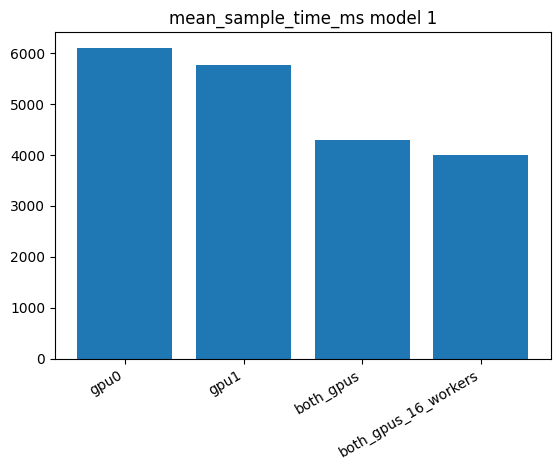 mean_sample_time_ms model 1
6000
5000
4000
3000
2000
1000
0
gpu0
gpu1
both_gpus
both_gpus_16_workers